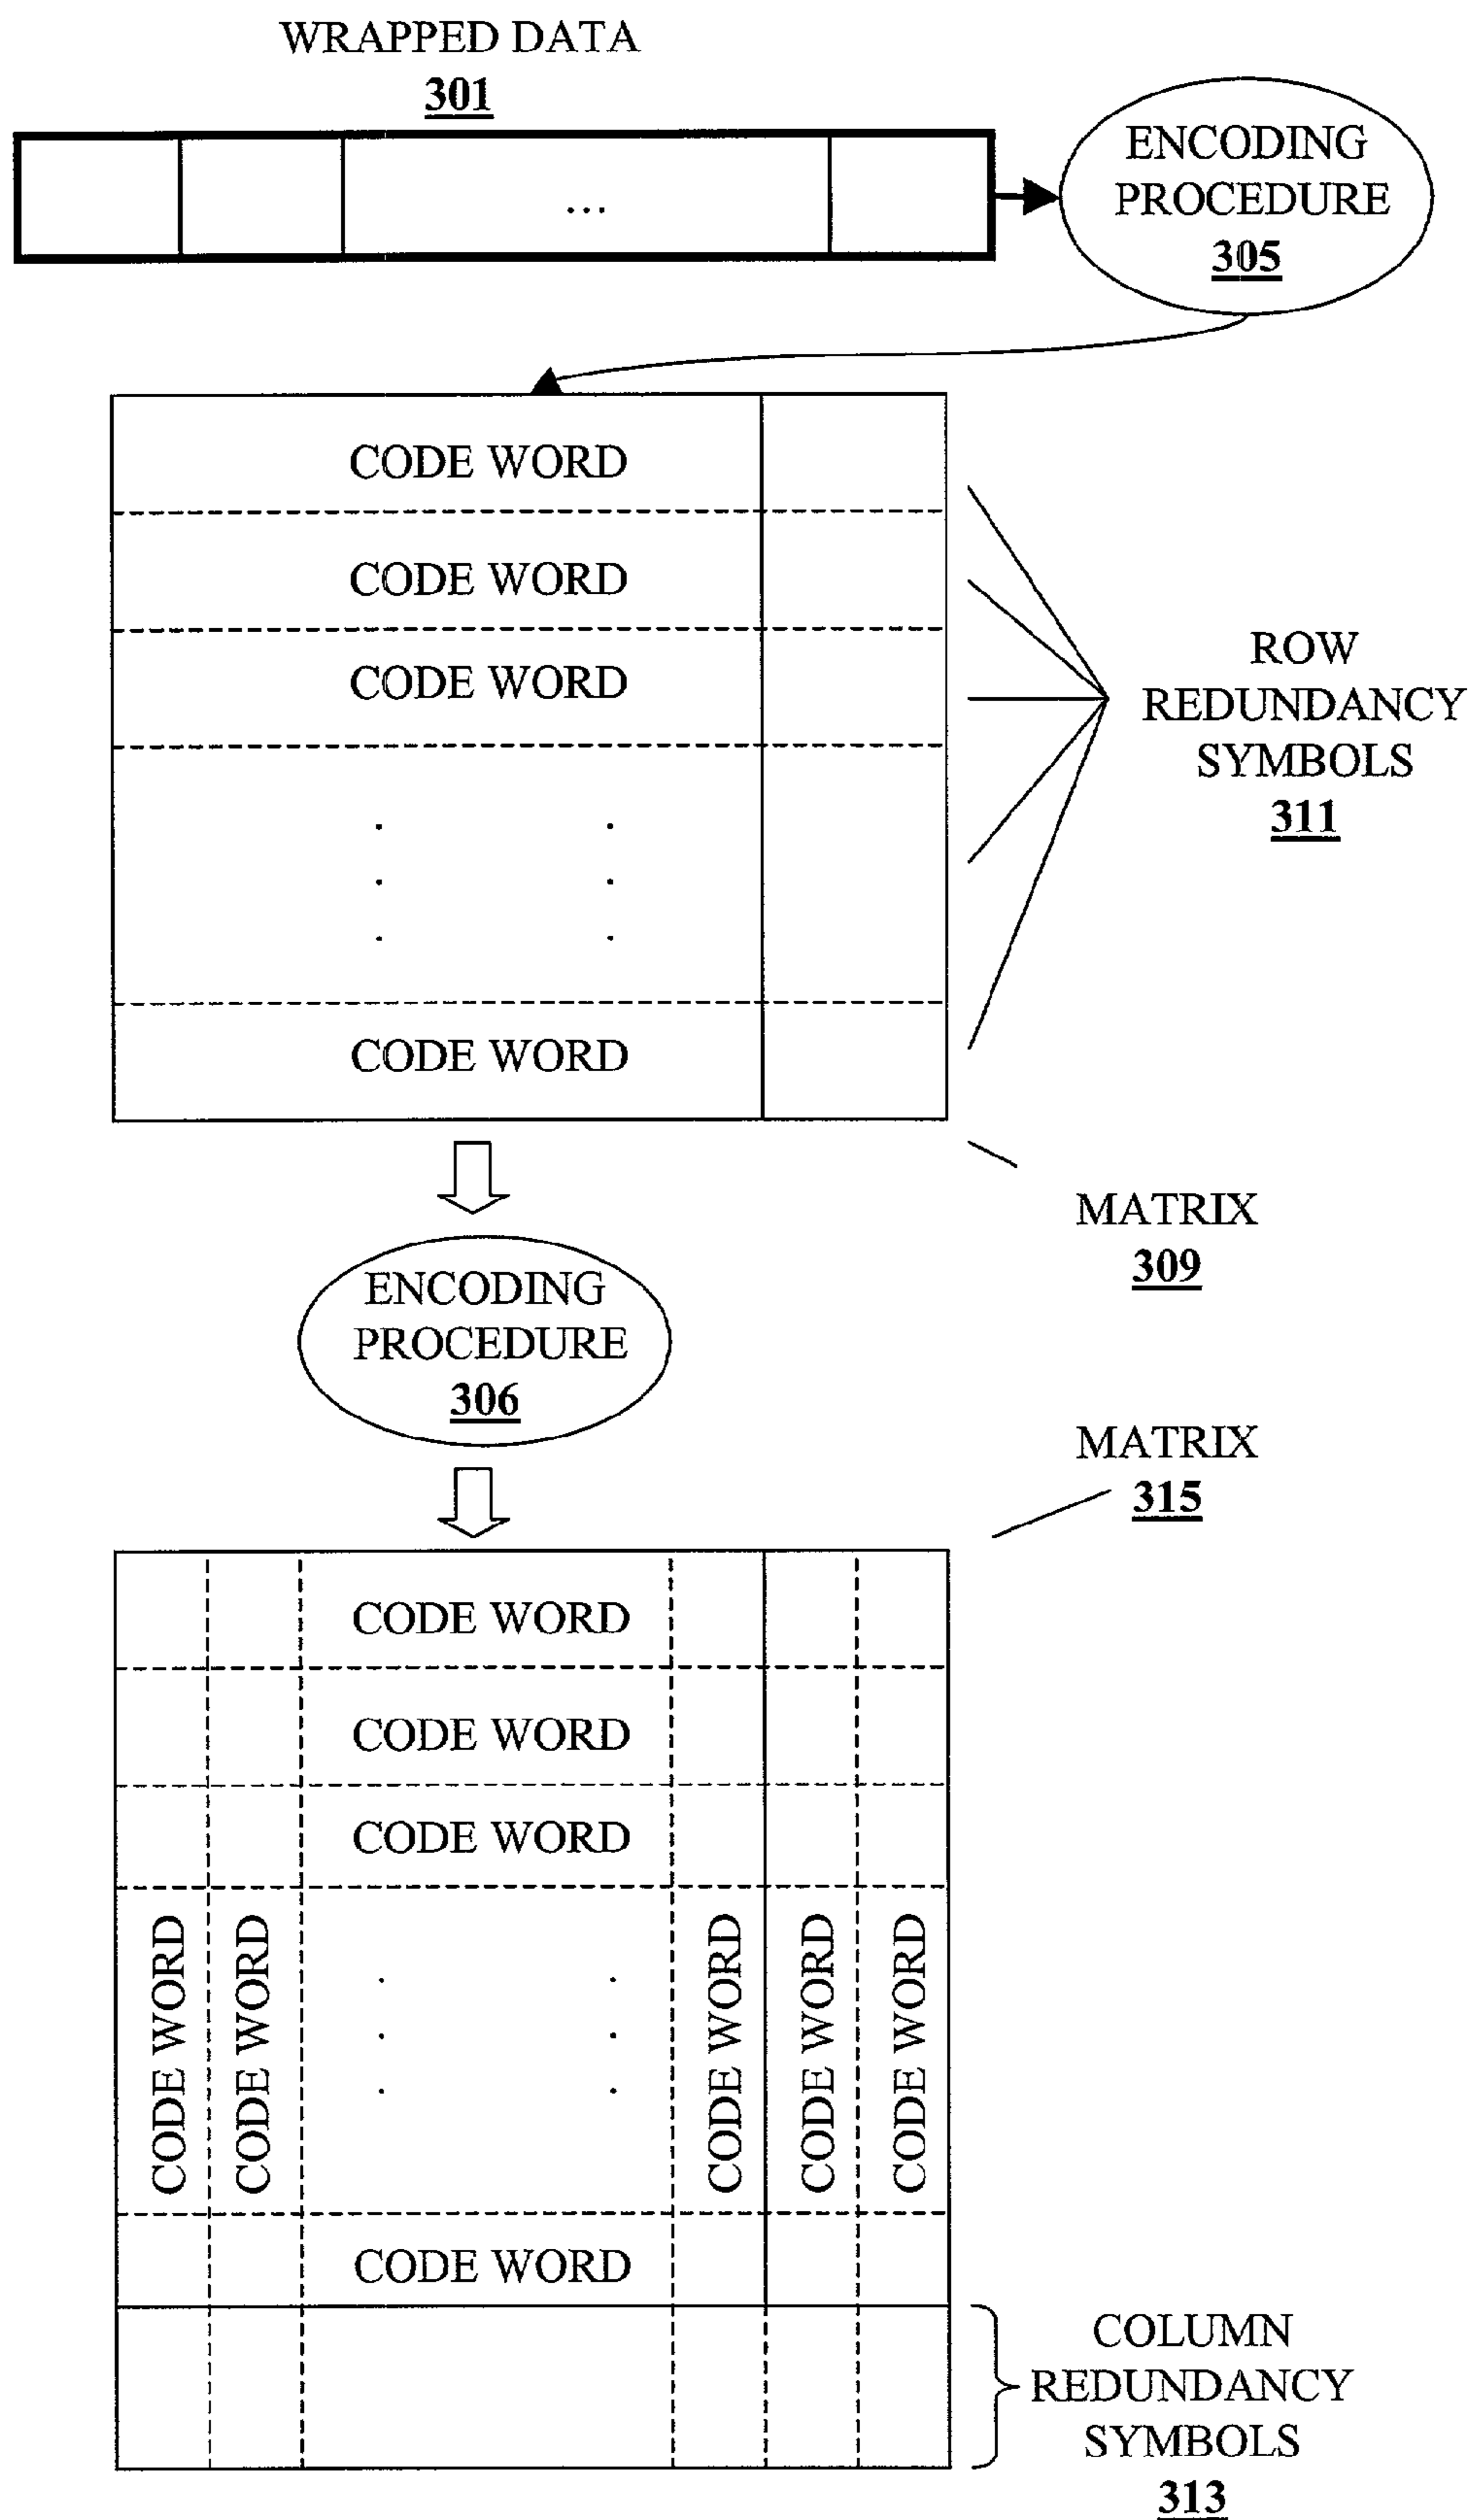 WRAPPED DATA
301
...
ENCODING
PROCEDURE
305
CODE WORD
CODE WORD
CODE WORD
CODE WORD
ROW
REDUNDANCY
SYMBOLS
311
MATRIX
309
ENCODING
PROCEDURE
306
MATRIX
315
CODE WORD
CODE WORD
CODE WORD
CODE WORD
CODE WORD
CODE WORD
CODE WORD
CODE WORD
CODE WORD
COLUMN
REDUNDANCY
SYMBOLS
313